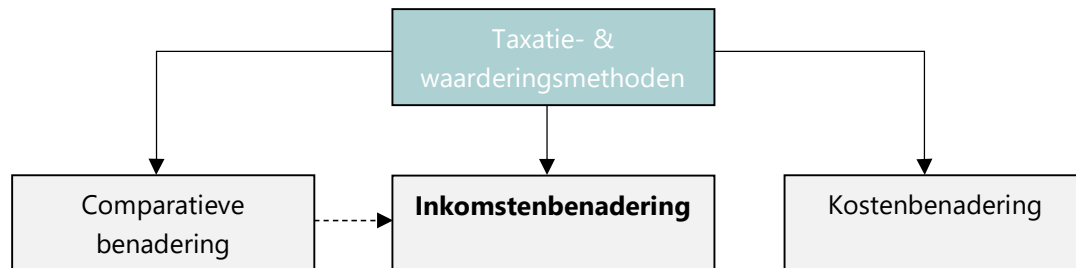 Taxatie- &
waarderingsmethoden
Comparatieve
benadering
Inkomstenbenadering
Kostenbenadering